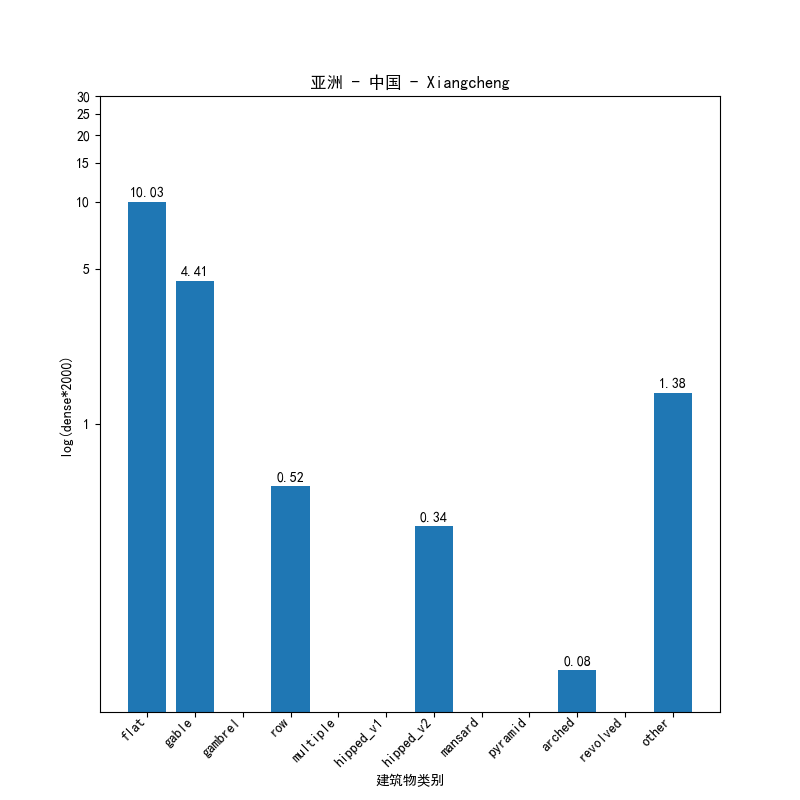 亚洲 - 中国 - Xiangcheng
30
25
20
15
10
5
1
log(dense*2000)
10.03
4.41
0.52
0.34
0.08
1.38
flat
gable
gambrel
row
multiple
hipped_v1
hipped_v2
mansard
pyramid
arched
revolved
other
建筑物类别